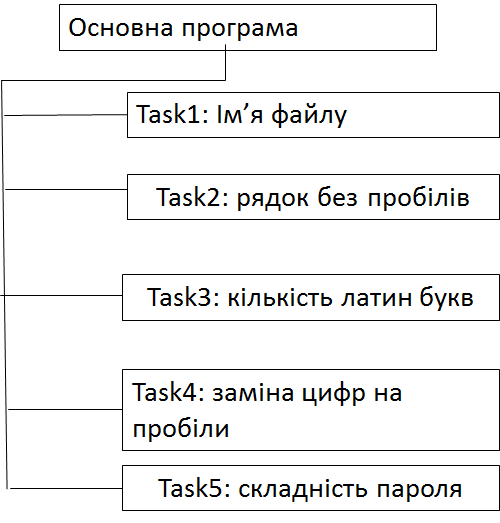 Основна програма
Task1: Ім’я файлу
Task2: рядок без пробілів
Task3: кількість латин букв
Task4: заміна цифр на
пробіли
Task5: складність пароля